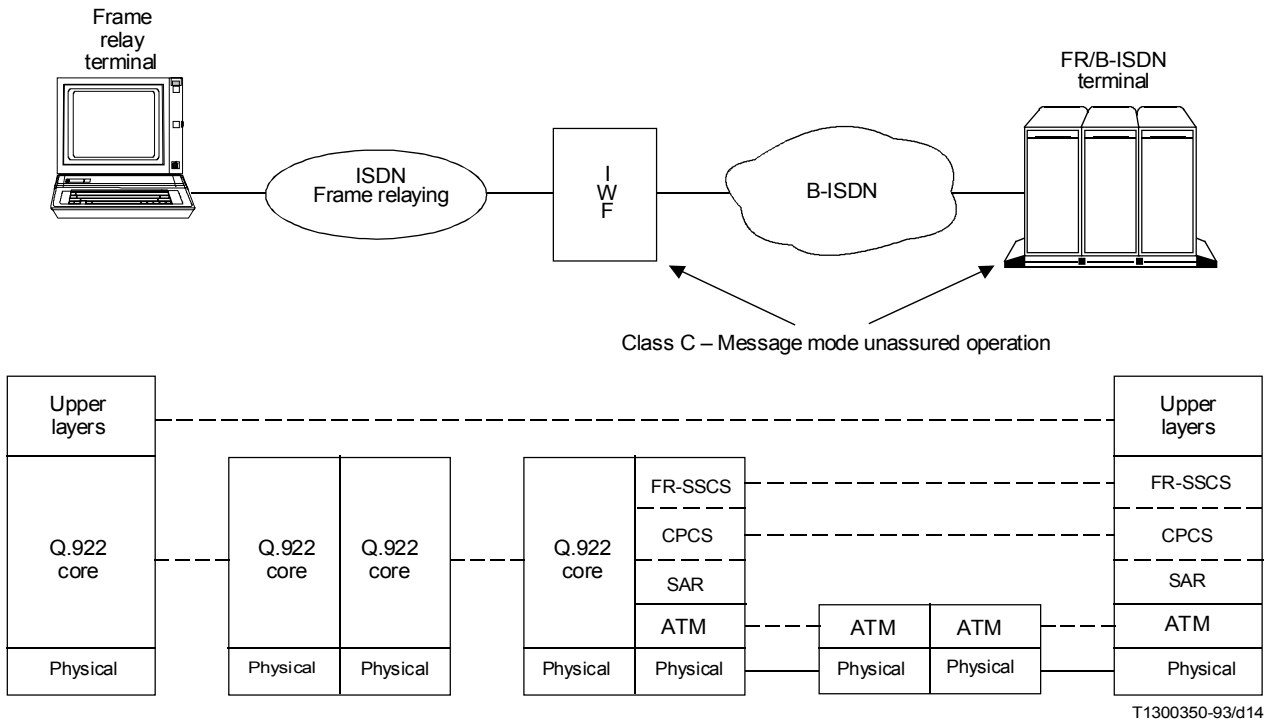 Frame
relay
terminal
FR/B-ISDN
terminal
ISDN
Frame relaying
I
W
F
B-ISDN
Class C – Message mode unassured operation
Upper
layers
Upper
layers
Q.922
core
Q.922
core
Q.922
core
Q.922
core
FR-SSCS
FR-SSCS
CPCS
CPCS
SAR
SAR
ATM
ATM
ATM
ATM
Physical
Physical
Physical
Physical
Physical
Physical
Physical
Physical
T1300350-93/d14